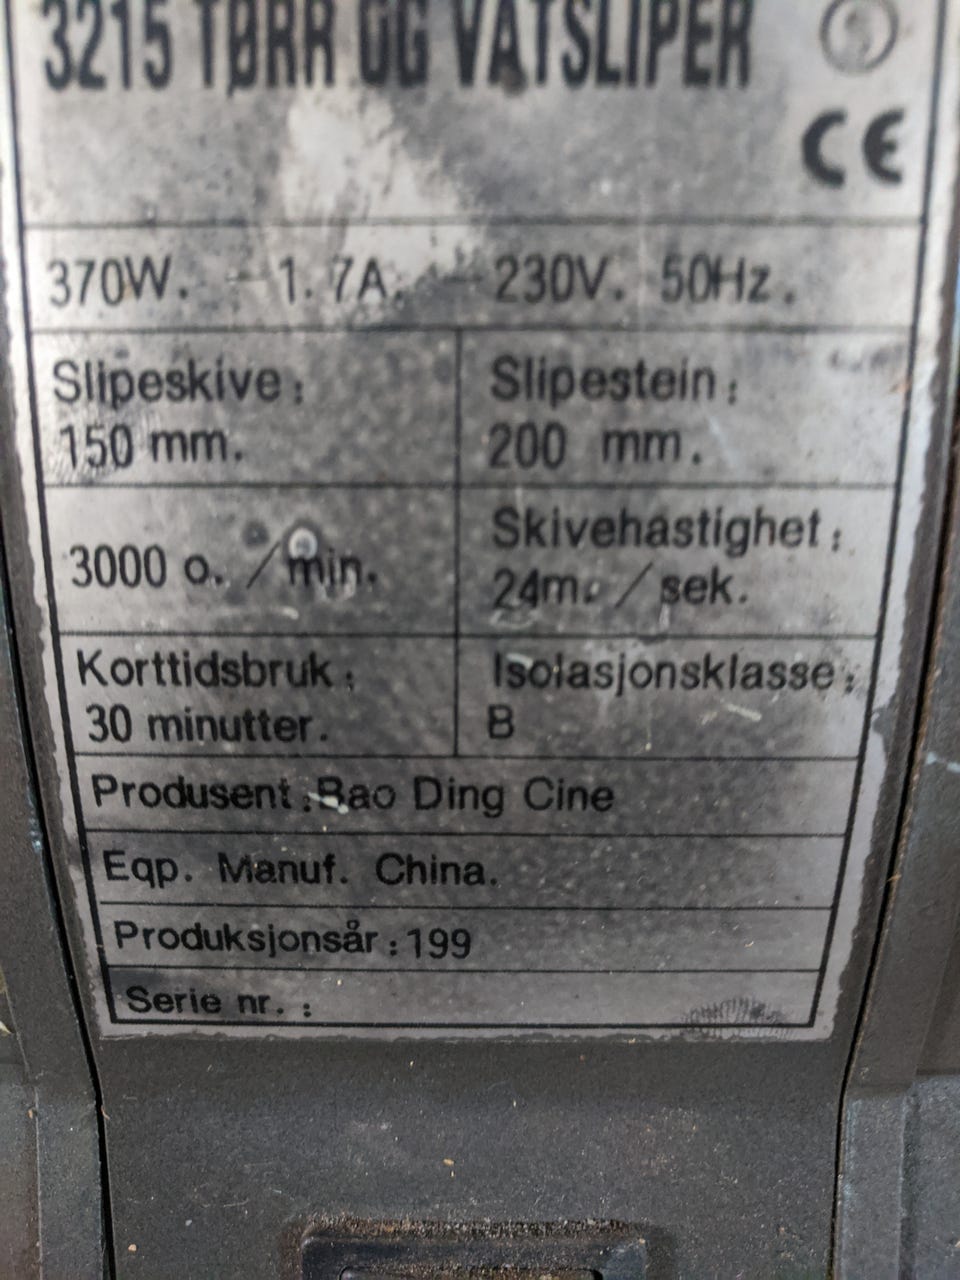 3215 TØRR OG VATSLIPER
CE
370W. - 1.7A. - 230V. 50Hz.
Slipeskive:
150 mm.
Slipestein:
200 mm.
3000 o. / min.
Skivehastighet:
24m. / sek.
Korttidsbruk:
30 minutter.
Isolasjonsklasse:
B
Produsent:Bao Ding Cine
Eqp. Manuf. China.
Produksjonsår:199
Serie nr. :